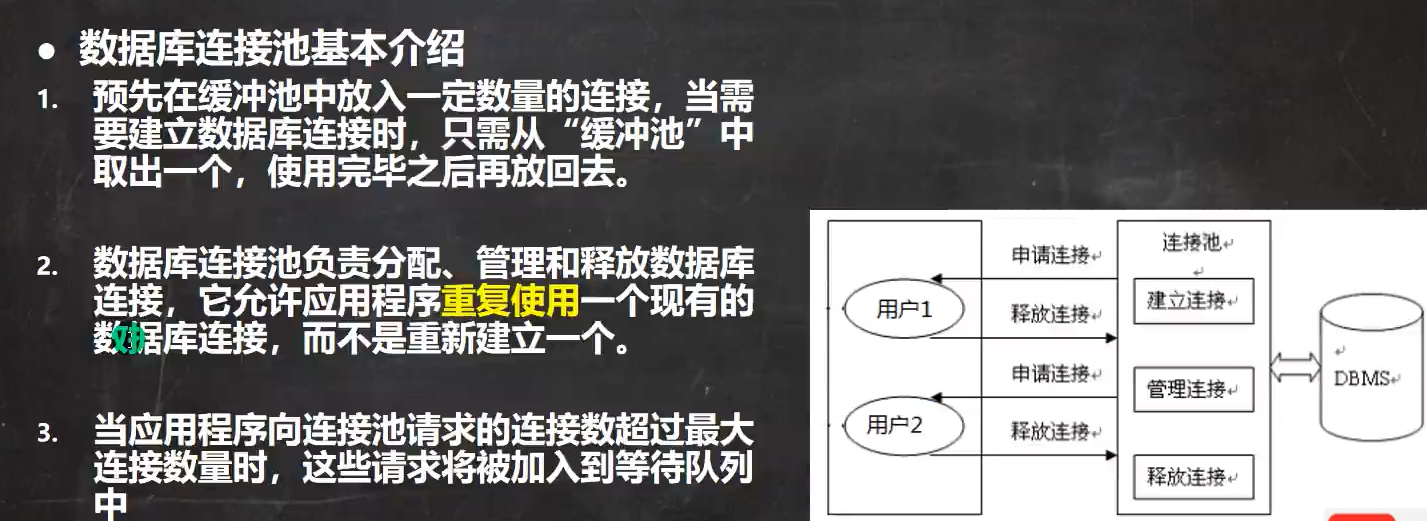 ● 数据库连接池基本介绍
1. 预先在缓冲池中放入一定数量的连接，当需
要建立数据库连接时，只需从“缓冲池”中
取出一个，使用完毕之后再放回去。
2. 数据库连接池负责分配、管理和释放数据库
连接，它允许应用程序重复使用一个现有的
数据库连接，而不是重新建立一个。
3. 当应用程序向连接池请求的连接数超过最大
连接数量时，这些请求将被加入到等待队列
中
用户1
用户2
申请连接
释放连接
申请连接
释放连接
连接池
建立连接
管理连接
释放连接
DBMS